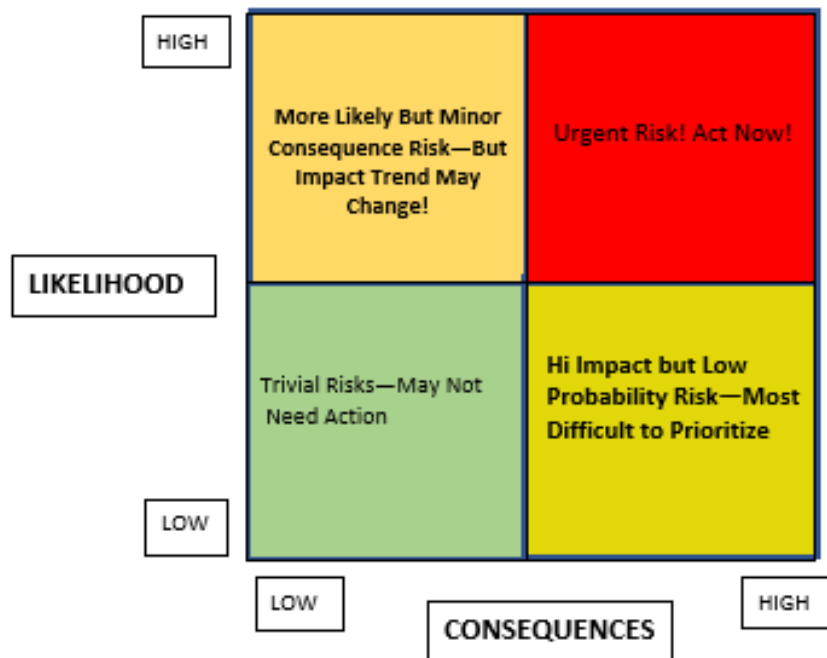 HIGH
More Likely But Minor
Consequence Risk—But
Impact Trend May
Change!
Urgent Risk! Act Now!
LIKELIHOOD
Trivial Risks—May Not
Need Action
Hi Impact but Low
Probability Risk—Most
Difficult to Prioritize
LOW
LOW
CONSEQUENCES
HIGH